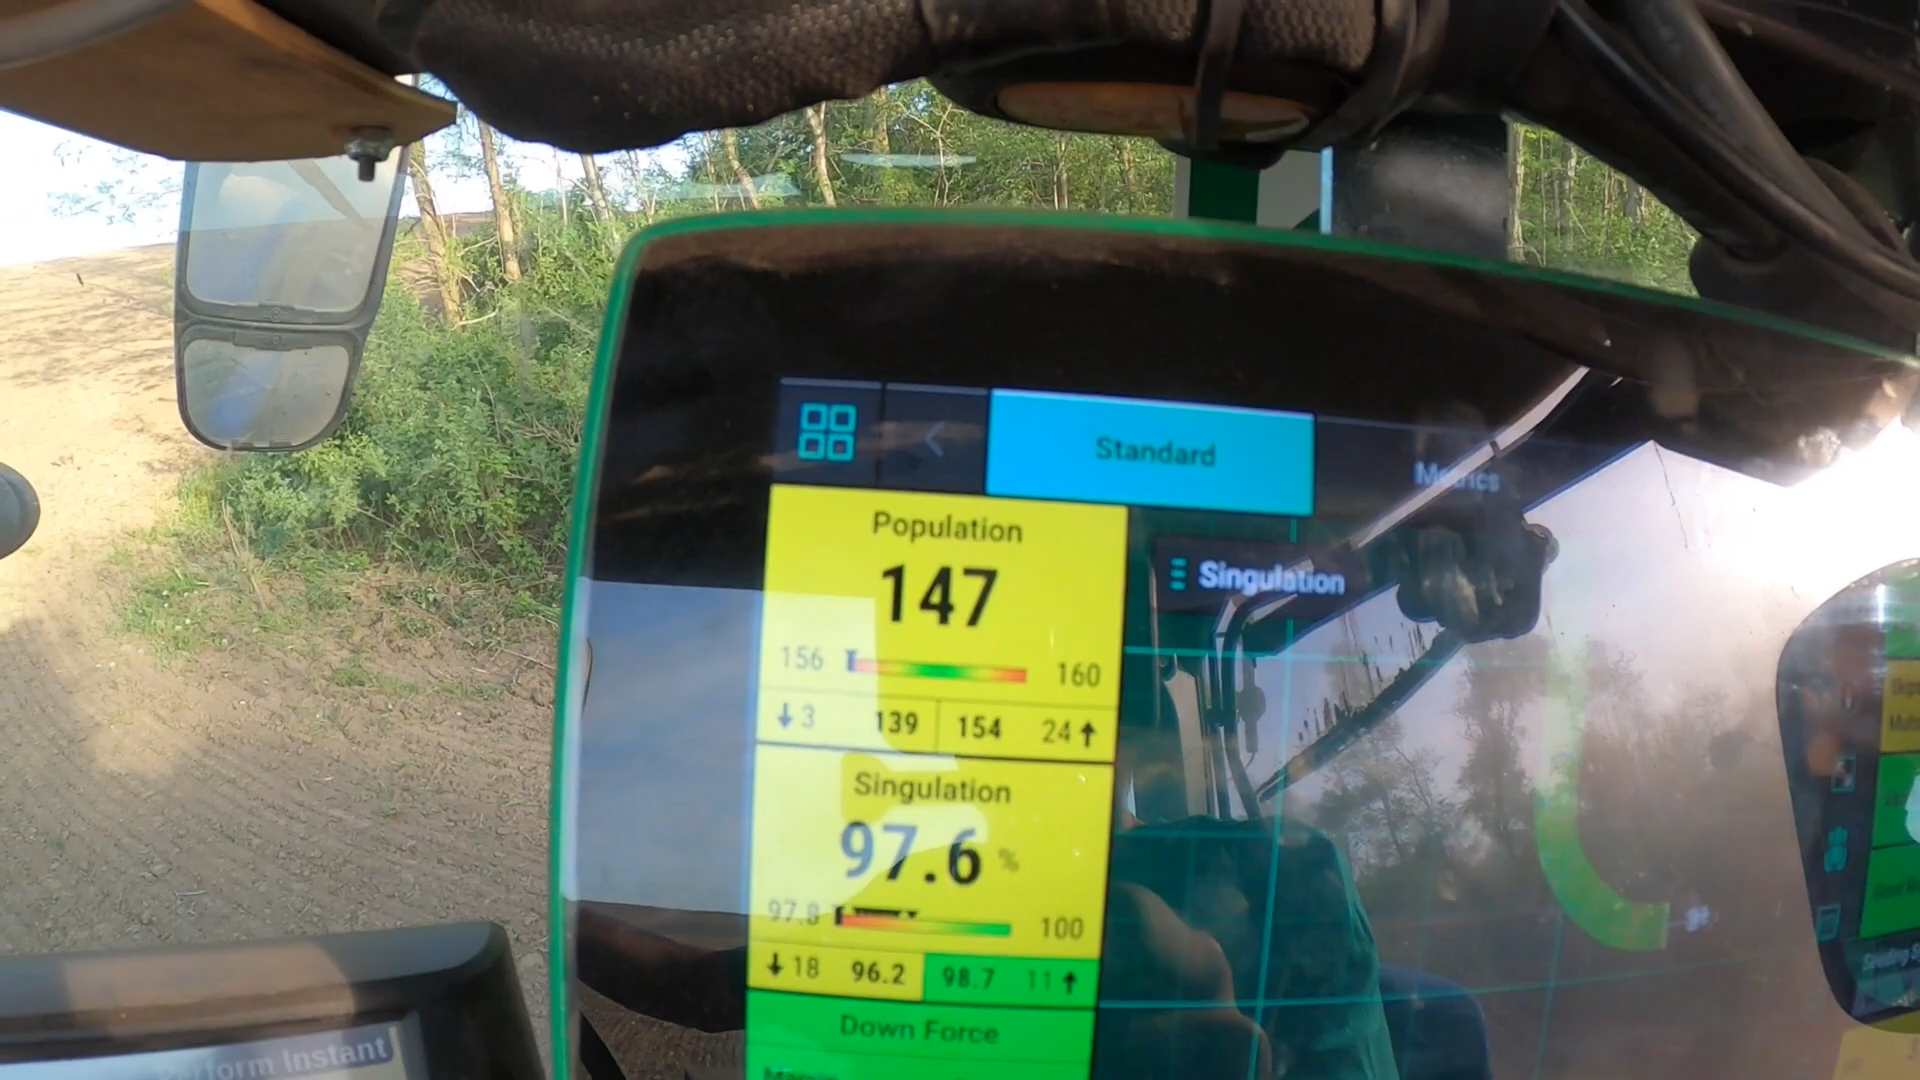 Standard
Metrics
Population
147
156 160
3 139 154 24
Singulation
Singulation
97.6 %
97.8 100
18 96.2 98.7 11
Down Force
Perform Instant